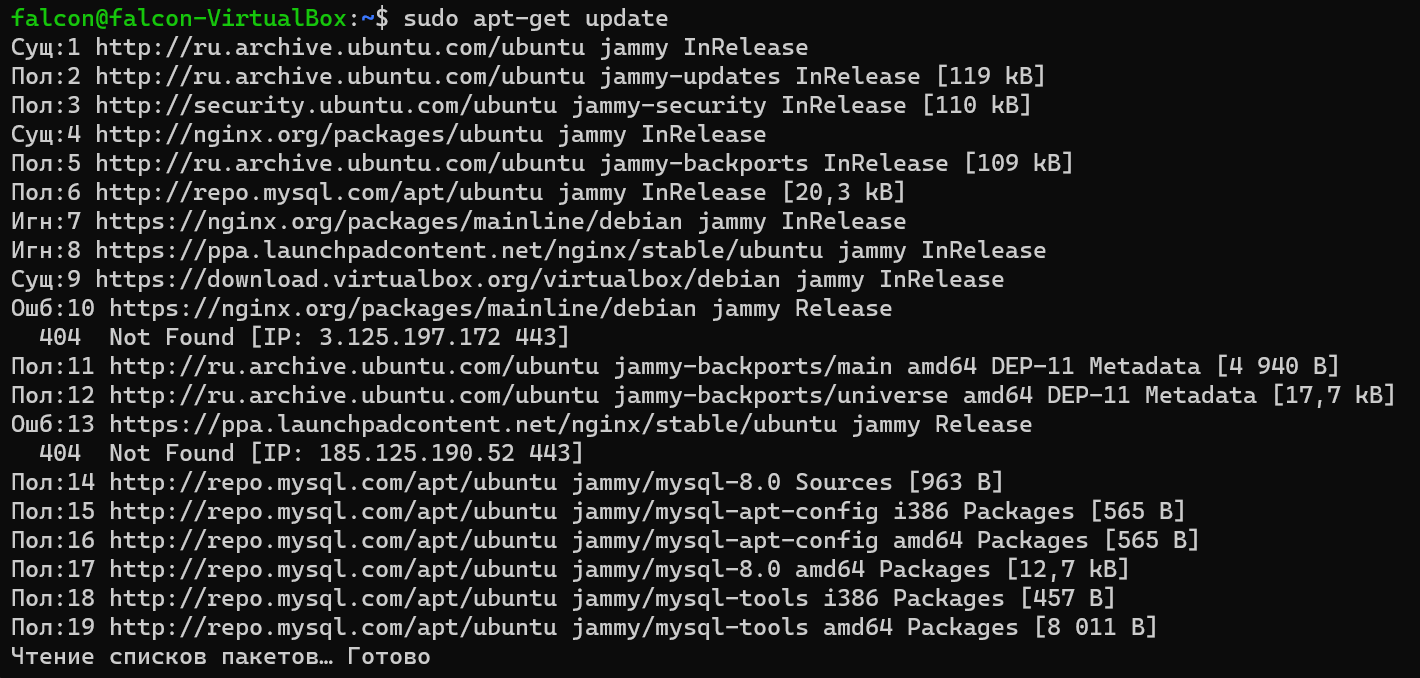 falcon@falcon-VirtualBox:~$ sudo apt-get update
Сущ:1 http://ru.archive.ubuntu.com/ubuntu jammy InRelease
Пол:2 http://ru.archive.ubuntu.com/ubuntu jammy-updates InRelease [119 kB]
Пол:3 http://security.ubuntu.com/ubuntu jammy-security InRelease [110 kB]
Сущ:4 http://nginx.org/packages/ubuntu jammy InRelease
Пол:5 http://ru.archive.ubuntu.com/ubuntu jammy-backports InRelease [109 kB]
Пол:6 http://repo.mysql.com/apt/ubuntu jammy InRelease [20,3 kB]
Игн:7 https://nginx.org/packages/mainline/debian jammy InRelease
Игн:8 https://ppa.launchpadcontent.net/nginx/stable/ubuntu jammy InRelease
Сущ:9 https://download.virtualbox.org/virtualbox/debian jammy InRelease
Ошб:10 https://nginx.org/packages/mainline/debian jammy Release
  404  Not Found [IP: 3.125.197.172 443]
Пол:11 http://ru.archive.ubuntu.com/ubuntu jammy-backports/main amd64 DEP-11 Metadata [4 940 B]
Пол:12 http://ru.archive.ubuntu.com/ubuntu jammy-backports/universe amd64 DEP-11 Metadata [17,7 kB]
Ошб:13 https://ppa.launchpadcontent.net/nginx/stable/ubuntu jammy Release
  404  Not Found [IP: 185.125.190.52 443]
Пол:14 http://repo.mysql.com/apt/ubuntu jammy/mysql-8.0 Sources [963 B]
Пол:15 http://repo.mysql.com/apt/ubuntu jammy/mysql-apt-config i386 Packages [565 B]
Пол:16 http://repo.mysql.com/apt/ubuntu jammy/mysql-apt-config amd64 Packages [565 B]
Пол:17 http://repo.mysql.com/apt/ubuntu jammy/mysql-8.0 amd64 Packages [12,7 kB]
Пол:18 http://repo.mysql.com/apt/ubuntu jammy/mysql-tools i386 Packages [457 B]
Пол:19 http://repo.mysql.com/apt/ubuntu jammy/mysql-tools amd64 Packages [8 011 B]
Чтение списков пакетов… Готово